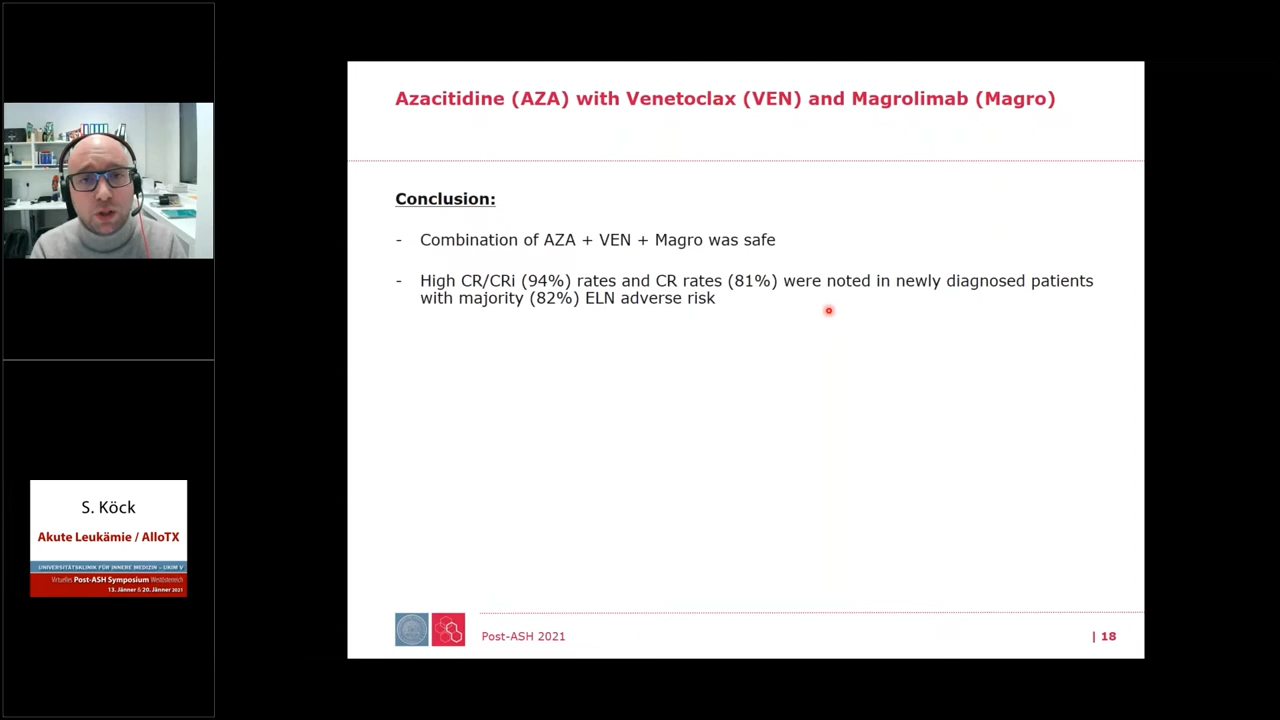 Azacitidine (AZA) with Venetoclax (VEN) and Magrolimab (Magro)
Conclusion:
- Combination of AZA + VEN + Magro was safe
- High CR/CRi (94%) rates and CR rates (81%) were noted in newly diagnosed patients
with majority (82%) ELN adverse risk
Post-ASH 2021
| 18
S. Köck
Akute Leukämie / AlloTX
UNIVERSITÄTSKLINIK FÜR INNERE MEDIZIN – UKIM V
Virtuelles Post-ASH Symposium Westösterreich
13. Jänner & 20. Jänner 2021